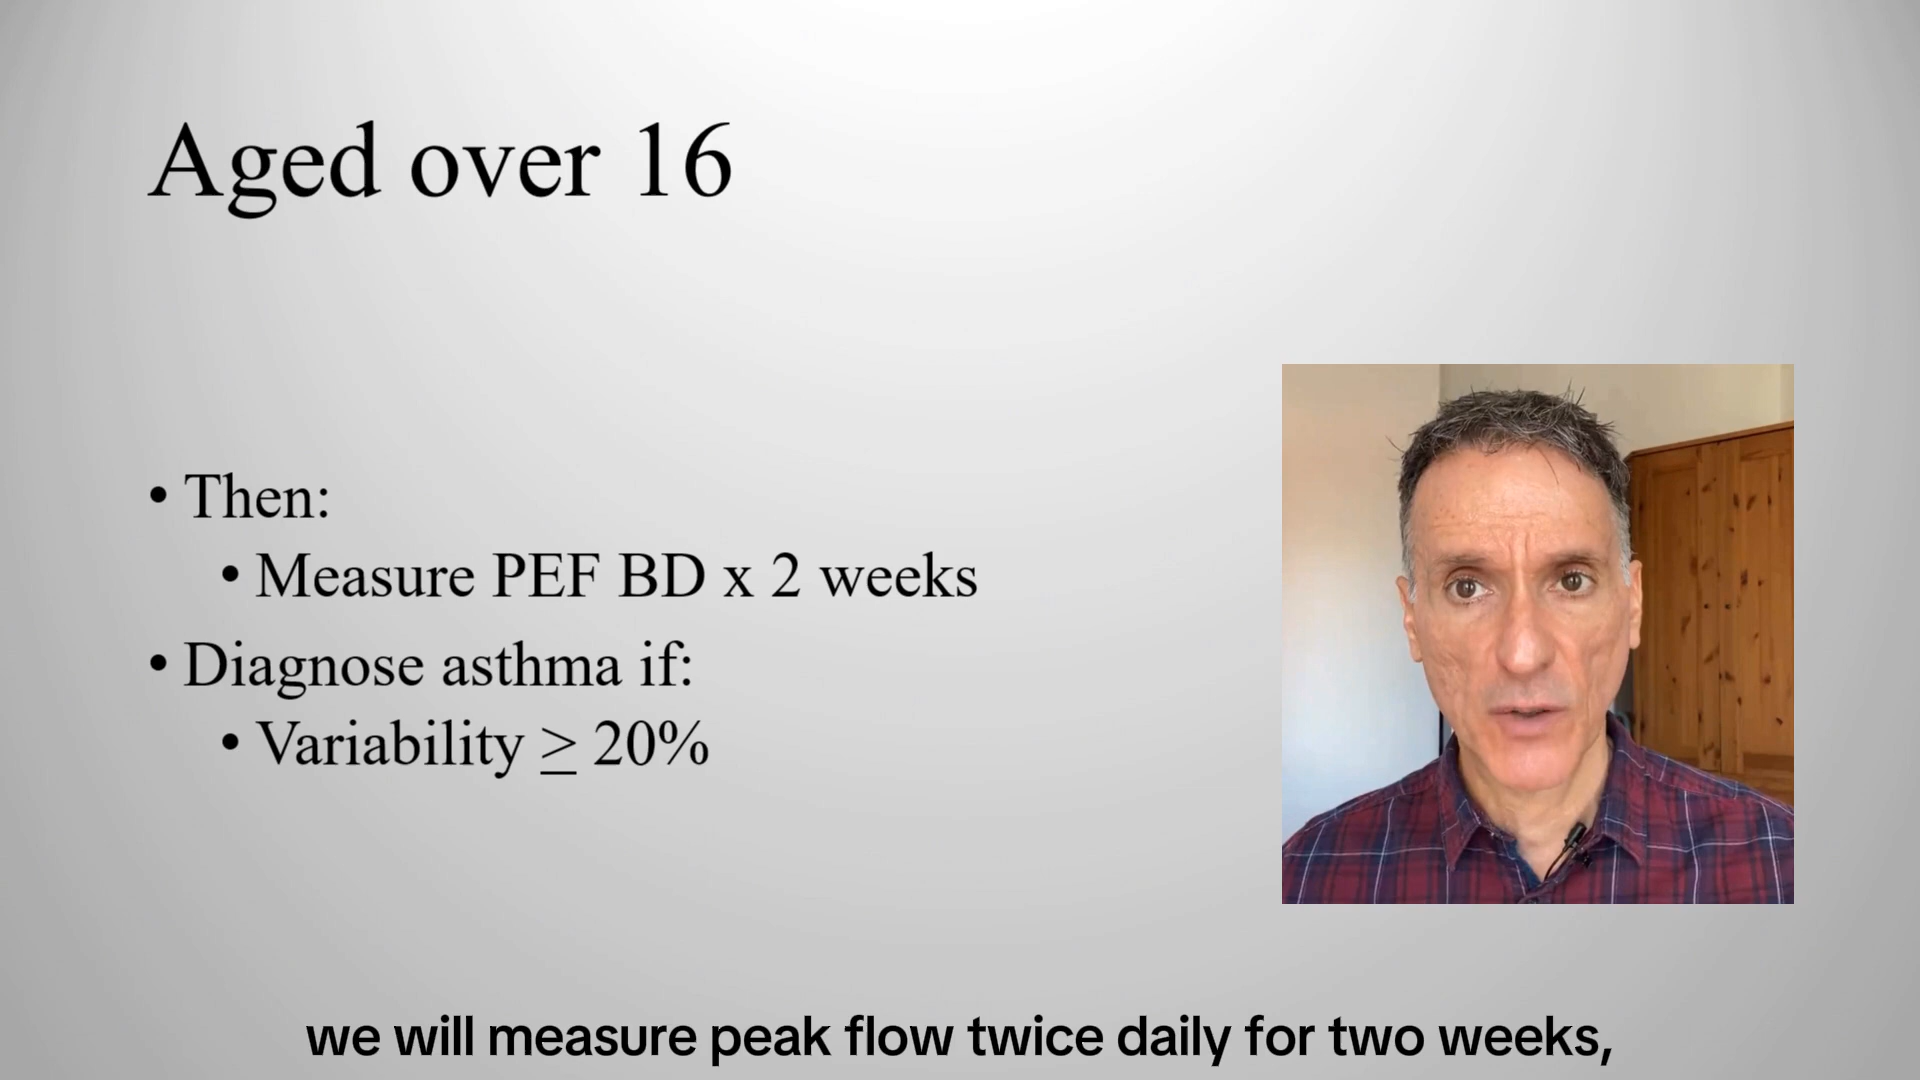 Aged over 16
• Then:
• Measure PEF BD x 2 weeks
• Diagnose asthma if:
• Variability ≥ 20%
we will measure peak flow twice daily for two weeks,